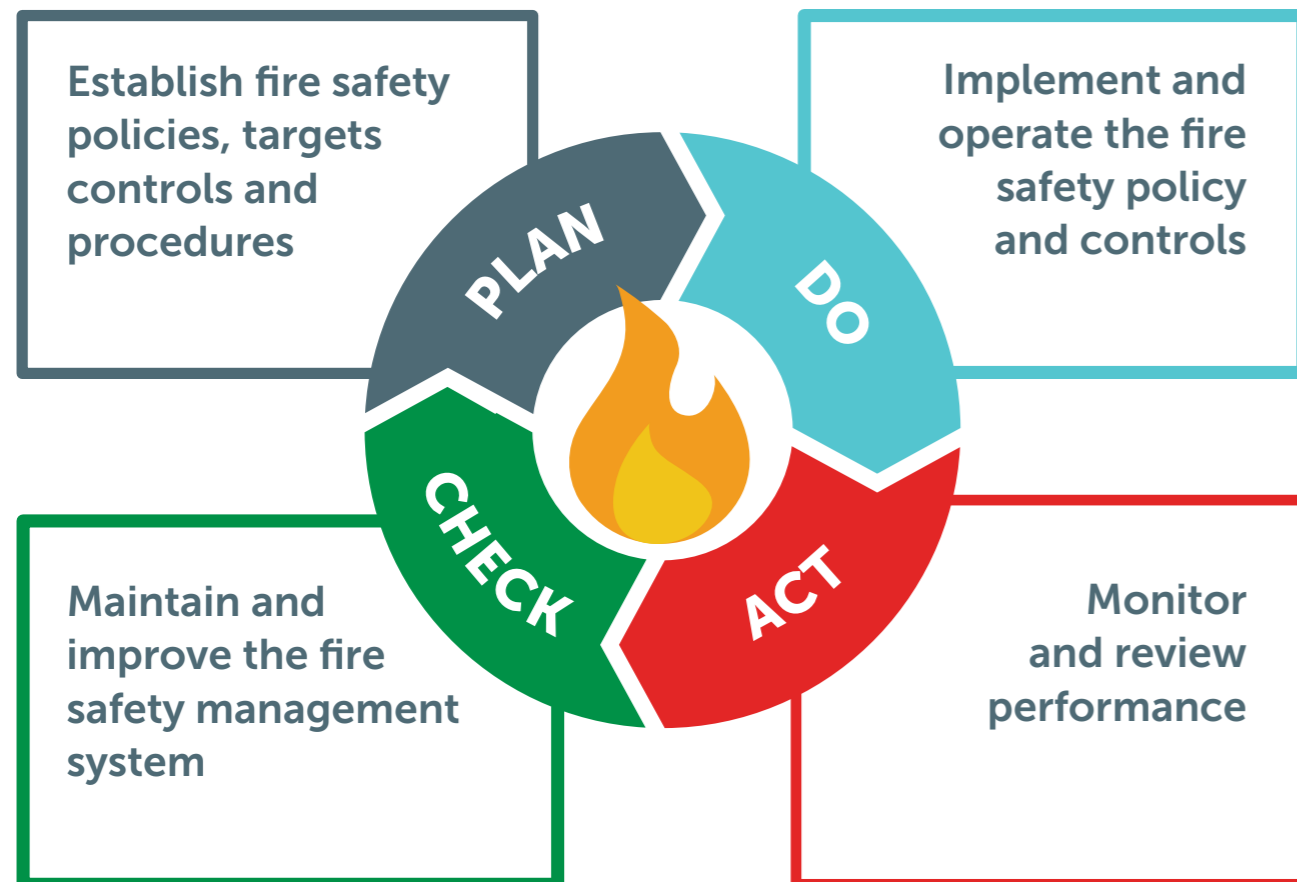 Establish fire safety
policies, targets
controls and
procedures
Implement and
operate the fire
safety policy
and controls
PLAN
DO
CHECK
ACT
Maintain and
improve the fire
safety management
system
Monitor
and review
performance